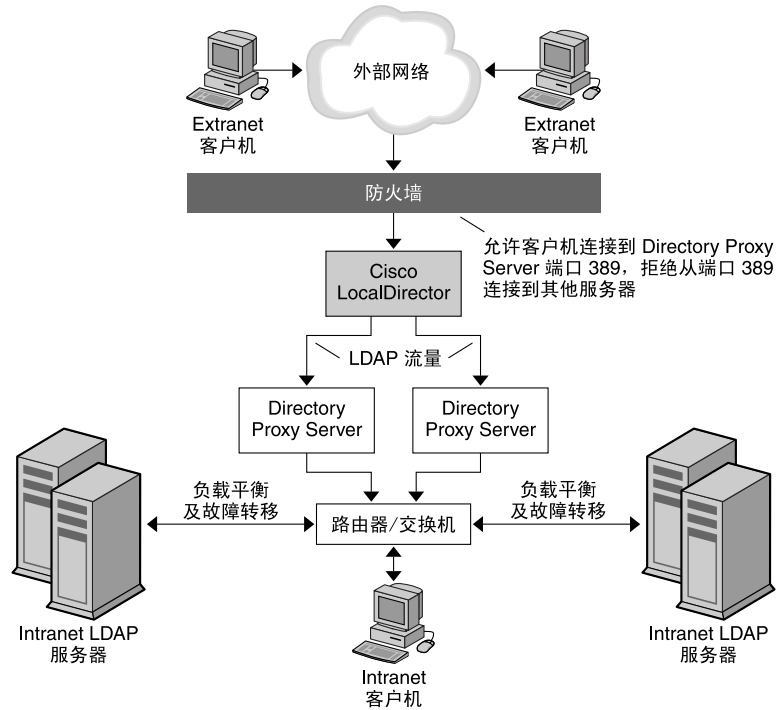 外部网络
Extranet
客户机
Extranet
客户机
防火墙
允许客户机连接到 Directory Proxy
Server 端口 389，拒绝从端口 389
连接到其他服务器
Cisco
LocalDirector
LDAP 流量
Directory
Proxy Server
Directory
Proxy Server
负载平衡
及故障转移
路由器/交换机
负载平衡
及故障转移
Intranet LDAP
服务器
Intranet
客户机
Intranet LDAP
服务器